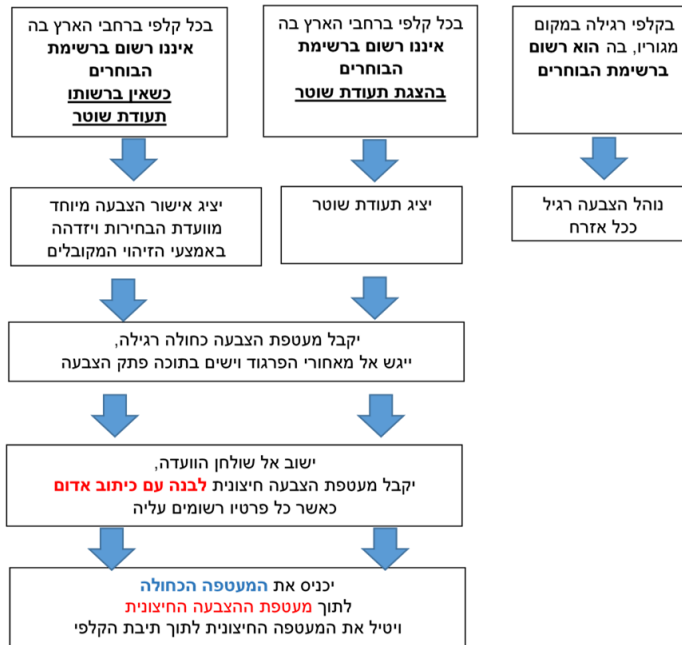 בקלפי רגילה במקום
מגוריו, בה הוא רשום
ברשימת הבוחרים
נוהל הצבעה רגיל
ככל אזרח
בכל קלפי ברחבי הארץ בה
איננו רשום ברשימת
הבוחרים
בהצגת תעודת שוטר
יציג תעודת שוטר
בכל קלפי ברחבי הארץ בה
איננו רשום ברשימת
הבוחרים
כשאין ברשותו
תעודת שוטר
יציג אישור הצבעה מיוחד
מוועדת הבחירות ויזדהה
באמצעי הזיהוי המקובלים
יקבל מעטפת הצבעה כחולה רגילה,
ייגש אל מאחורי הפרגוד וישים בתוכה פתק הצבעה
ישוב אל שולחן הוועדה,
יקבל מעטפת הצבעה חיצונית לבנה עם כיתוב אדום
כאשר כל פרטיו רשומים עליה
יכניס את המעטפה הכחולה
לתוך מעטפת ההצבעה החיצונית
ויטיל את המעטפה החיצונית לתוך תיבת הקלפי